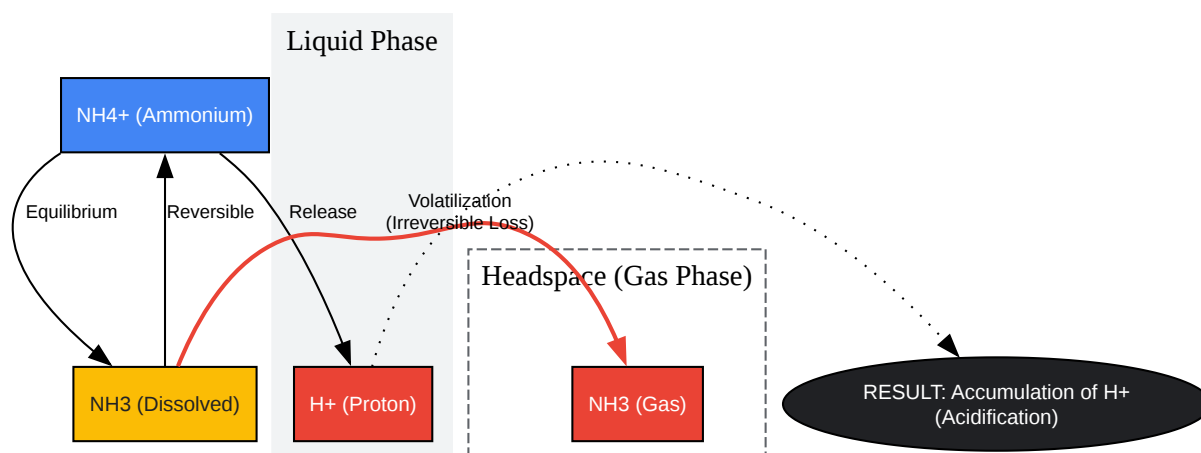 Liquid Phase
NH4+ (Ammonium)
Equilibrium
Reversible
Release
Volatilization
(Irreversible Loss)
Headspace (Gas Phase)
NH3 (Dissolved)
H+ (Proton)
NH3 (Gas)
RESULT: Accumulation of H+
(Acidification)